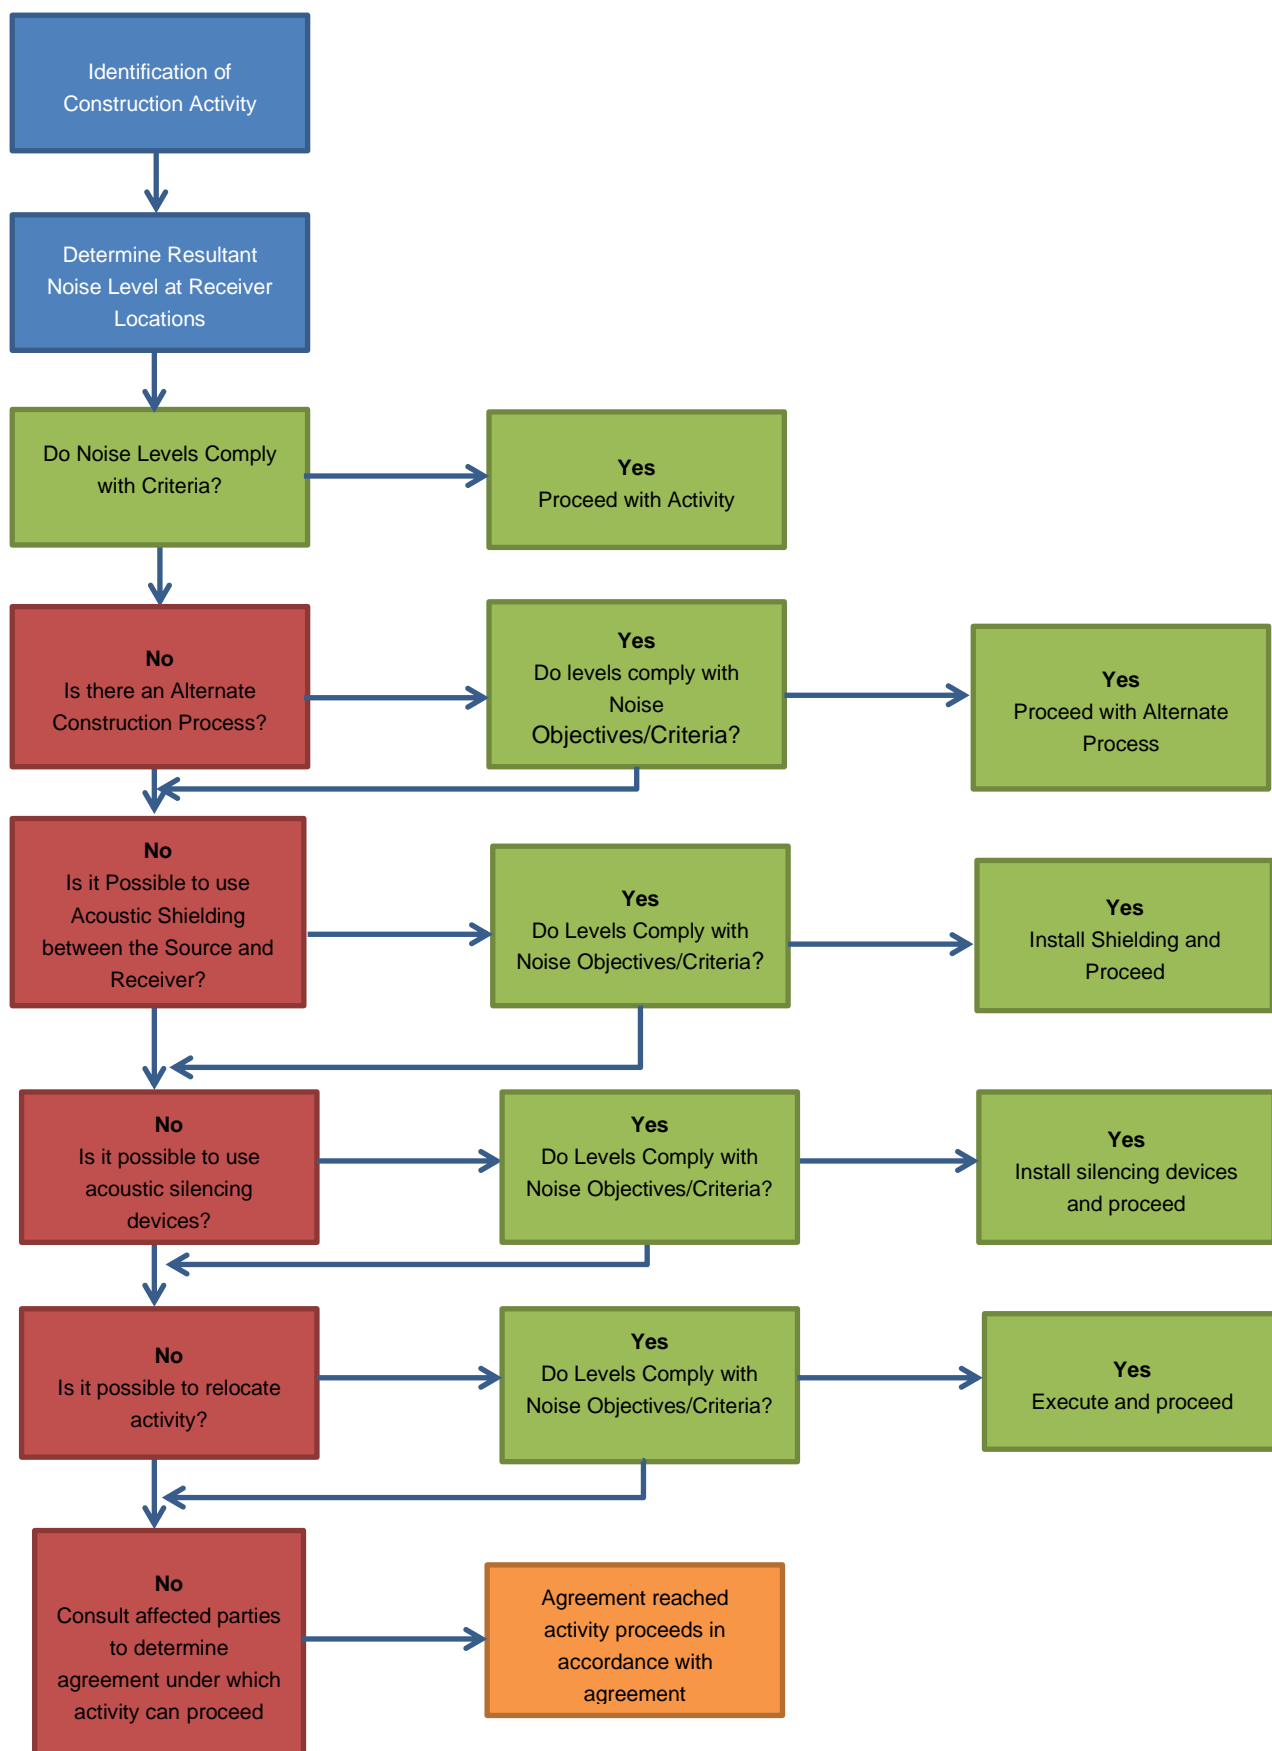 Identification of
Construction Activity
Determine Resultant
Noise Level at Receiver
Locations
Do Noise Levels Comply
with Criteria?
Yes
Proceed with Activity
No
Is there an Alternate
Construction Process?
Yes
Do levels comply with
Noise
Objectives/Criteria?
Yes
Proceed with Alternate
Process
No
Is it Possible to use
Acoustic Shielding
between the Source and
Receiver?
Yes
Do Levels Comply with
Noise Objectives/Criteria?
Yes
Install Shielding and
Proceed
No
Is it possible to use
acoustic silencing
devices?
Yes
Do Levels Comply with
Noise Objectives/Criteria?
Yes
Install silencing devices
and proceed
No
Is it possible to relocate
activity?
Yes
Do Levels Comply with
Noise Objectives/Criteria?
Yes
Execute and proceed
No
Consult affected parties
to determine
agreement under which
activity can proceed
Agreement reached
activity proceeds in
accordance with
agreement